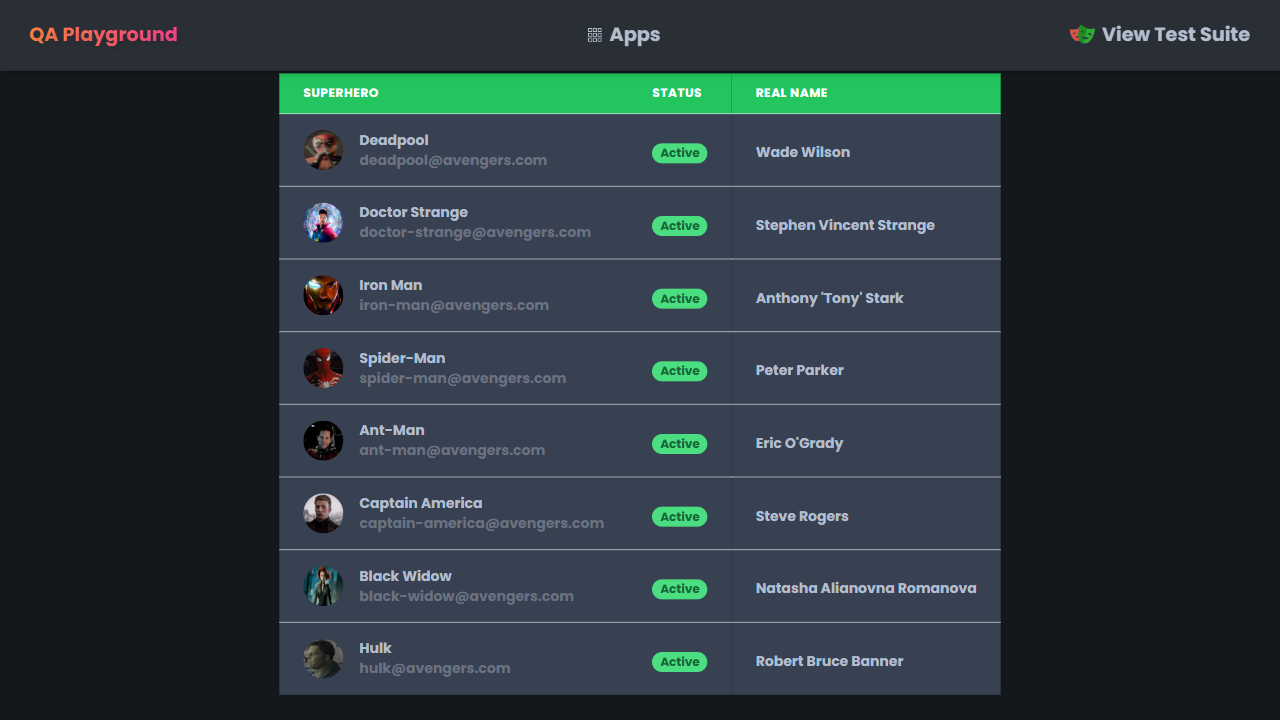 QA Playground
Apps
View Test Suite
SUPERHERO STATUS REAL NAME
Deadpool
deadpool@avengers.com
Active
Wade Wilson
Doctor Strange
doctor-strange@avengers.com
Active
Stephen Vincent Strange
Iron Man
iron-man@avengers.com
Active
Anthony 'Tony' Stark
Spider-Man
spider-man@avengers.com
Active
Peter Parker
Ant-Man
ant-man@avengers.com
Active
Eric O'Grady
Captain America
captain-america@avengers.com
Active
Steve Rogers
Black Widow
black-widow@avengers.com
Active
Natasha Alianovna Romanova
Hulk
hulk@avengers.com
Active
Robert Bruce Banner